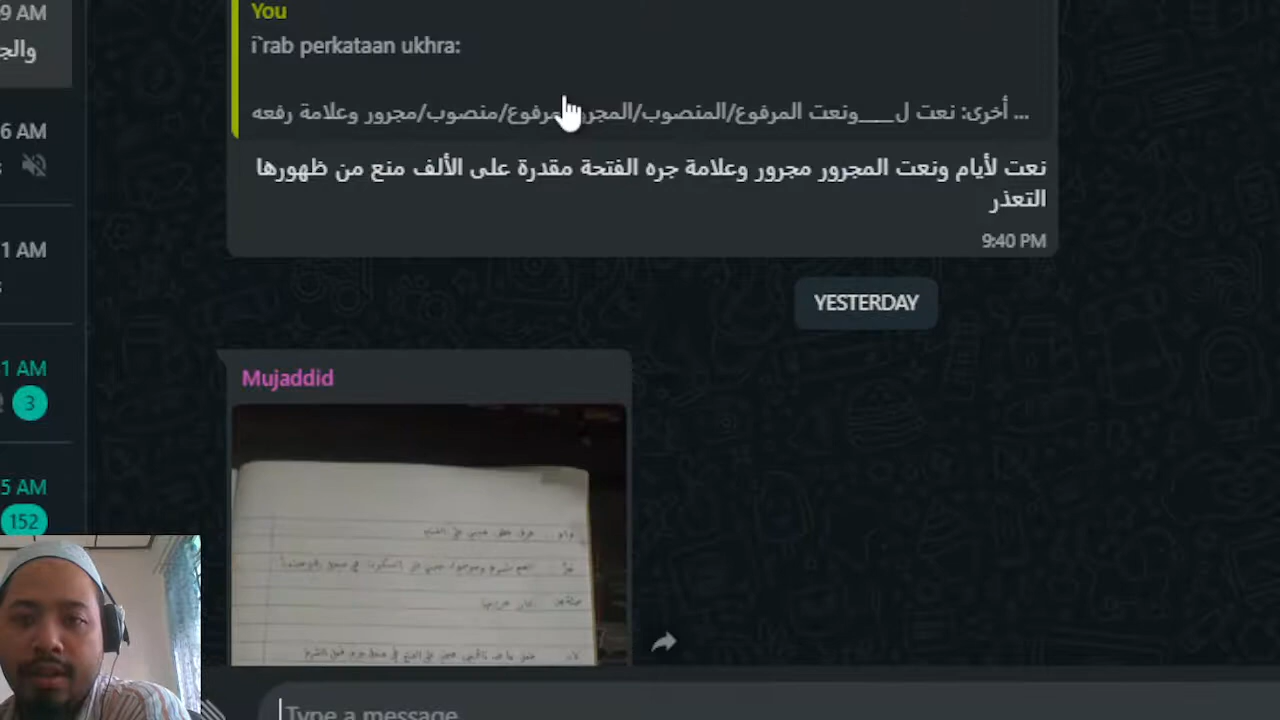 9 AM
والج
6 AM
1 AM
1 AM
3
5 AM
152
You
i`rab perkataan ukhra:
أخرى: نعت ل____ونعت المرفوع/المنصوب/المجرور مرفوع/منصوب/مجرور وعلامة رفعه ...
نعت لأيام ونعت المجرور مجرور وعلامة جره الفتحة مقدرة على الألف منع من ظهورها
التعذر
9:40 PM
YESTERDAY
Mujaddid
Type a message